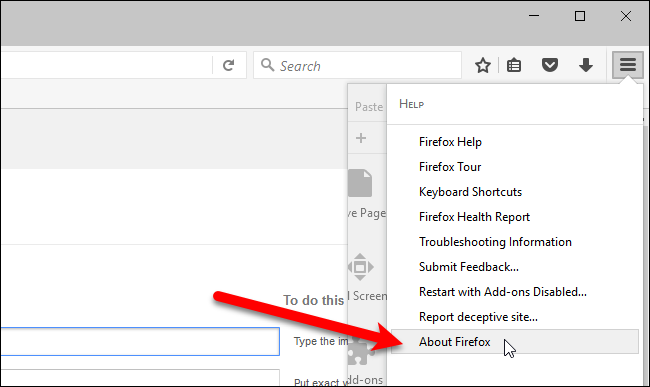 Search
Paste
HELP
Firefox Help
Firefox Tour
Keyboard Shortcuts
ve Page
Firefox Health Report
Troubleshooting Information
Submit Feedback...
Screen
Restart with Add-ons Disabled...
To do this
Report deceptive site...
Type the im
About Firefox
dd-ons
Put exact w